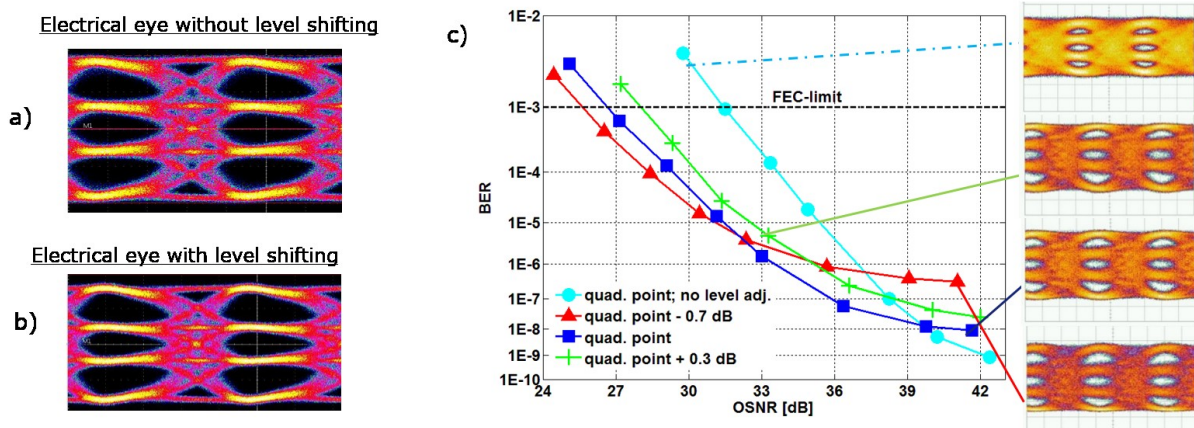 Electrical eye without level shifting
a)
M1
Electrical eye with level shifting
b)
M1
c)
1E-2
1E-3
1E-4
1E-5
1E-6
1E-7
1E-8
1E-9
1E-10
BER
FEC-limit
quad. point; no level adj.
quad. point - 0.7 dB
quad. point
quad. point + 0.3 dB
24 27 30 33 36 39 42
OSNR [dB]